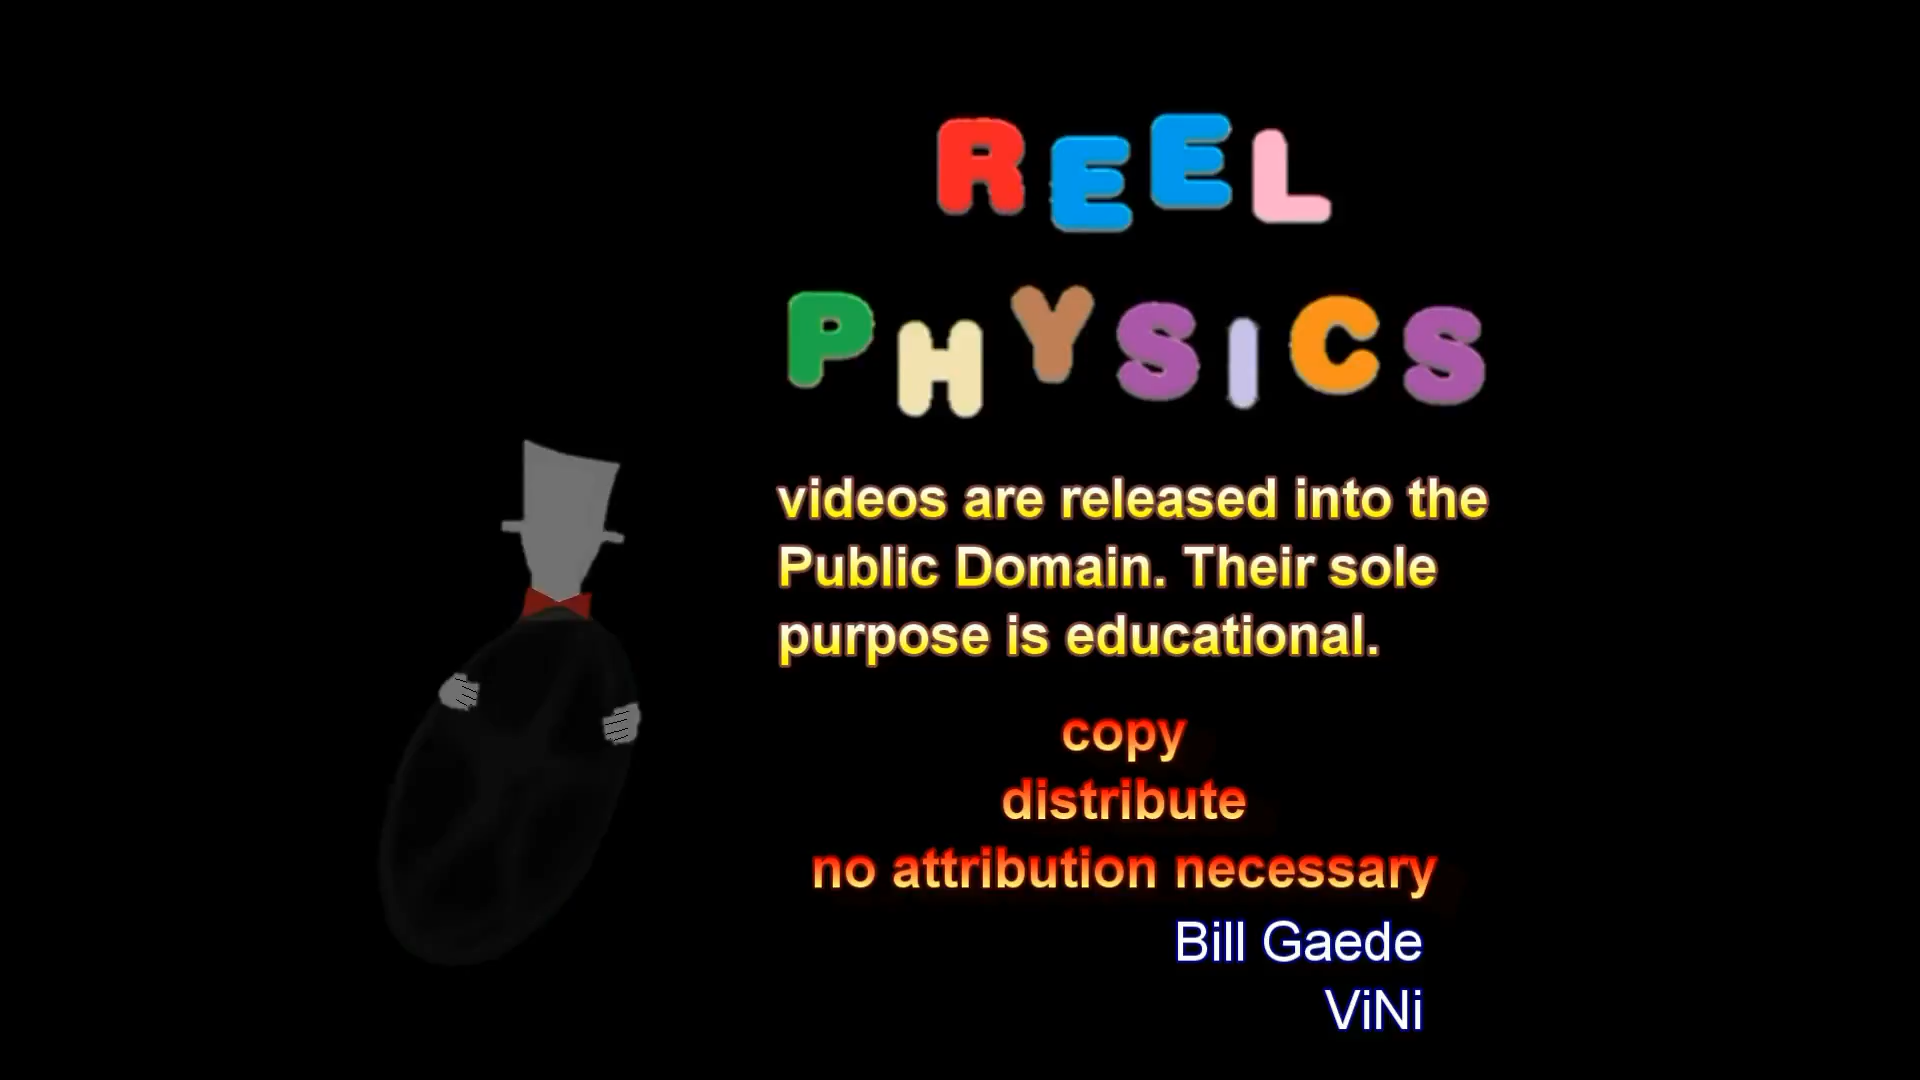 REEL
PHYSICS
videos are released into the
Public Domain. Their sole
purpose is educational.
copy
distribute
no attribution necessary
Bill Gaede
ViNi